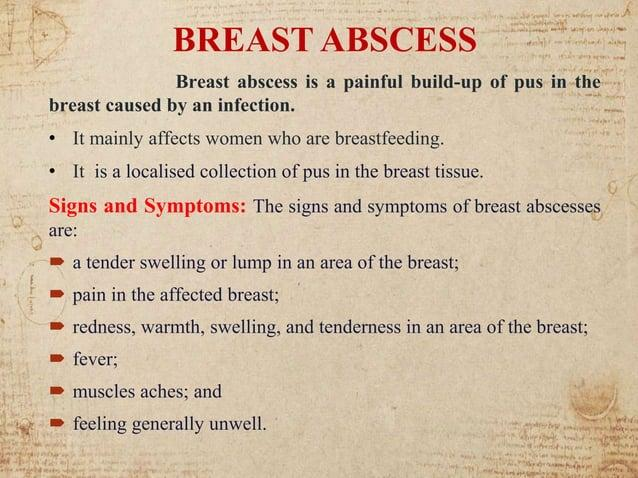 BREAST ABSCESS
Breast abscess is a painful build-up of pus in the
breast caused by an infection.
• It mainly affects women who are breastfeeding.
• It is a localised collection of pus in the breast tissue.
Signs and Symptoms: The signs and symptoms of breast abscesses
are:
a tender swelling or lump in an area of the breast;
pain in the affected breast;
redness, warmth, swelling, and tenderness in an area of the breast;
fever;
muscles aches; and
feeling generally unwell.